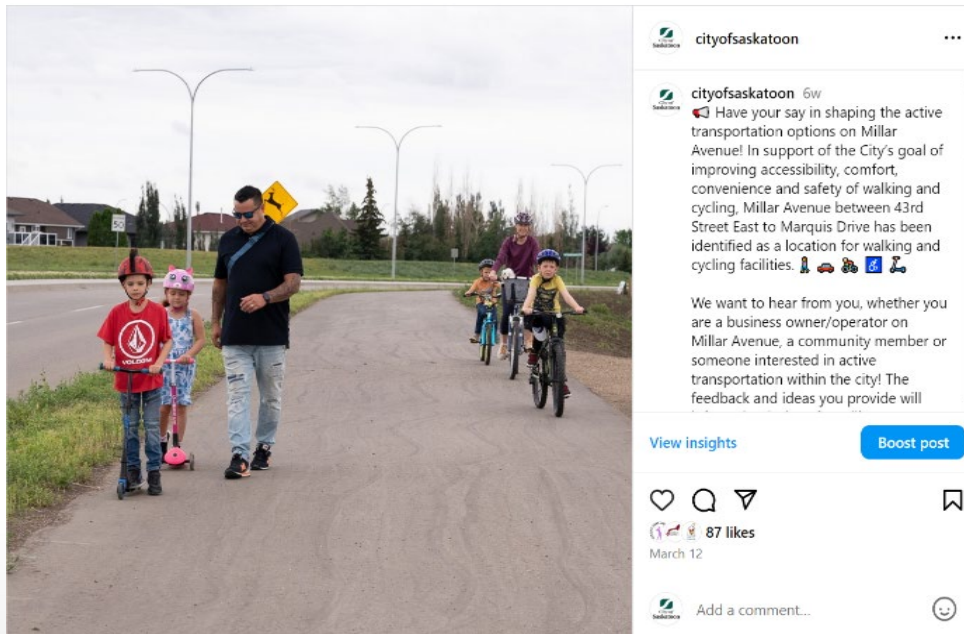 cityofsaskatoon
cityofsaskatoon 6w
📢 Have your say in shaping the active
transportation options on Millar
Avenue! In support of the City's goal of
improving accessibility, comfort,
convenience and safety of walking and
cycling, Millar Avenue between 43rd
Street East to Marquis Drive has been
identified as a location for walking and
cycling facilities.
We want to hear from you, whether you
are a business owner/operator on
Millar Avenue, a community member or
someone interested in active
transportation within the city! The
feedback and ideas you provide will
View insights
Boost post
87 likes
March 12
Add a comment...
50
VOLCOM